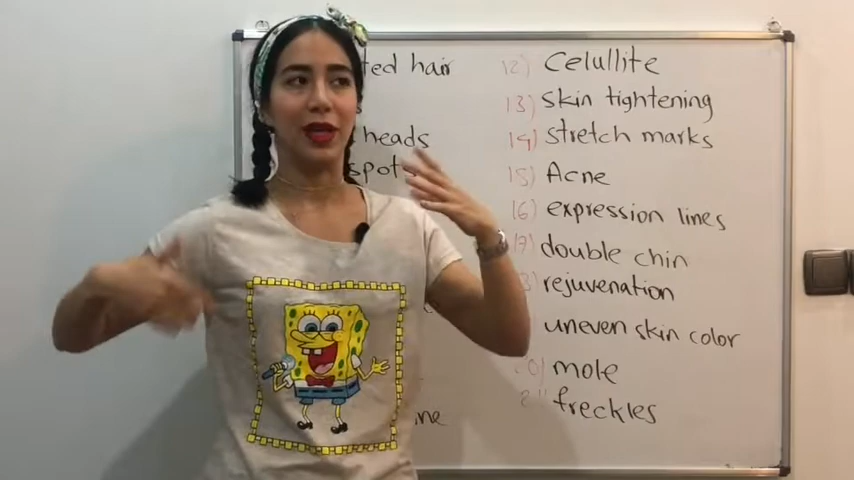 ted hair
heads
spots
ne
12) Celullite
13) skin tightening
14) stretch marks
15) Acne
16) expression lines
17) double chin
rejuvenation
uneven skin color
mole
freckles